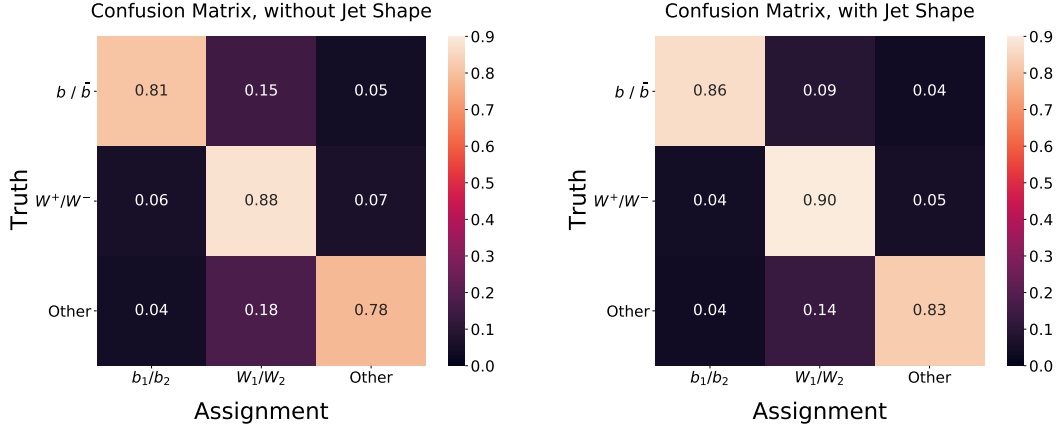 Confusion Matrix, without Jet Shape
Truth
b / b̄
W⁺/W⁻
Other
0.81 0.15 0.05
0.06 0.88 0.07
0.04 0.18 0.78
b₁/b₂ W₁/W₂ Other
Assignment
0.9
0.8
0.7
0.6
0.5
0.4
0.3
0.2
0.1
0.0
Confusion Matrix, with Jet Shape
Truth
b / b̄
W⁺/W⁻
Other
0.86 0.09 0.04
0.04 0.90 0.05
0.04 0.14 0.83
b₁/b₂ W₁/W₂ Other
Assignment
0.9
0.8
0.7
0.6
0.5
0.4
0.3
0.2
0.1
0.0